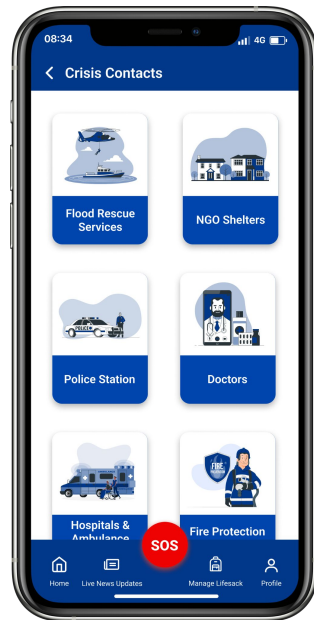 08:34
4G
Crisis Contacts
Flood Rescue
Services
NGO Shelters
POLICE
Police Station
Doctors
FIRE
Hospitals &
Ambulance
Fire Protection
SOS
Home
Live News Updates
Manage Lifesack
Profile